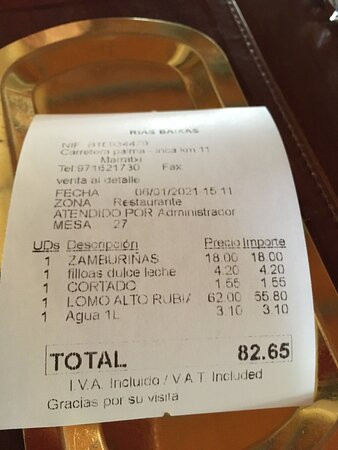 RIAS BAIXAS
NIF
Carretera palma - inca km 11
Marratxi
Tel 971621730 Fax
venta al detalle
FECHA 06/01/2021 15:11
ZONA Restaurante
ATENDIDO POR Administrador
MESA 27
UDs Descripción Precio Importe
1 ZAMBURIÑAS 18.00 18.00
1 filloas dulce leche 4.20 4.20
1 CORTADO 1.55 1.55
1 LOMO ALTO RUBIA 62.00 55.80
1 Agua 1L 3.10 3.10
TOTAL 82.65
I.V.A. Incluido / V.A.T. Included
Gracias por su visita